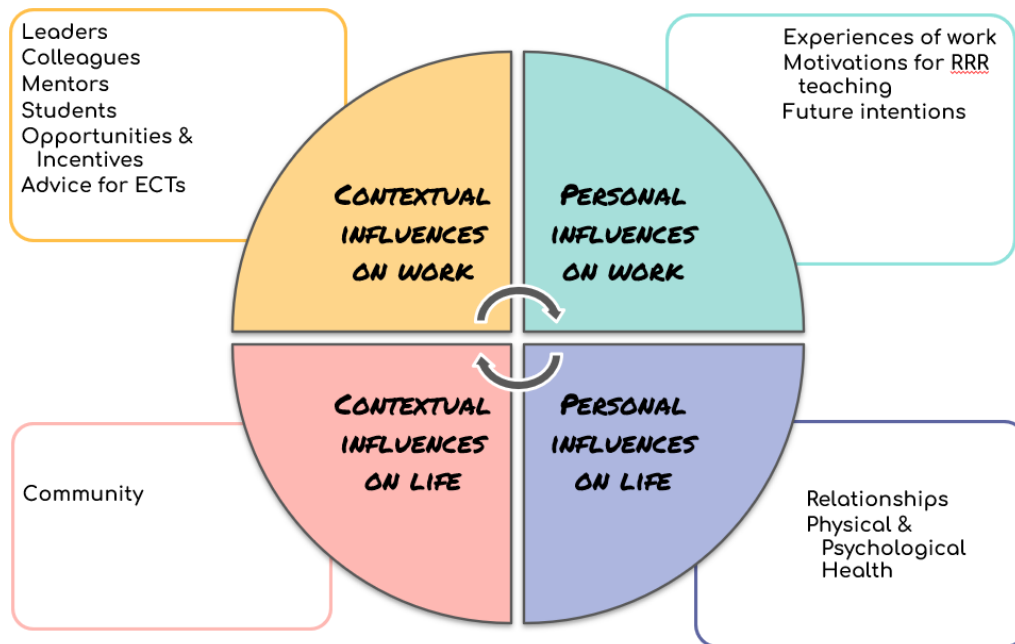 Leaders
Colleagues
Mentors
Students
Opportunities &
Incentives
Advice for ECTs
Experiences of work
Motivations for RRR
teaching
Future intentions
CONTEXTUAL
INFLUENCES
ON WORK
PERSONAL
INFLUENCES
ON WORK
CONTEXTUAL
INFLUENCES
ON LIFE
PERSONAL
INFLUENCES
ON LIFE
Community
Relationships
Physical &
Psychological
Health